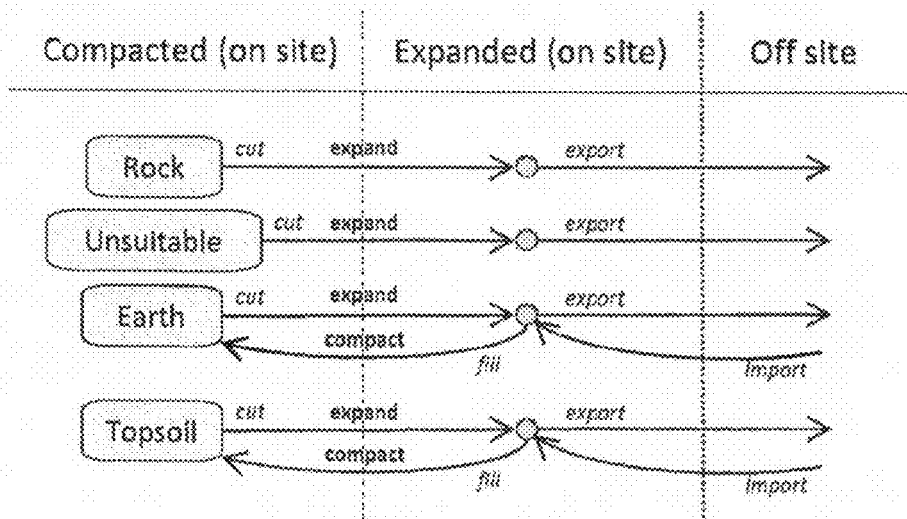 Compacted (on site) Expanded (on site) Off site
Rock cut expand export
Unsuitable cut expand export
Earth cut expand export
compact
fill import
Topsoil cut expand export
compact
fill import